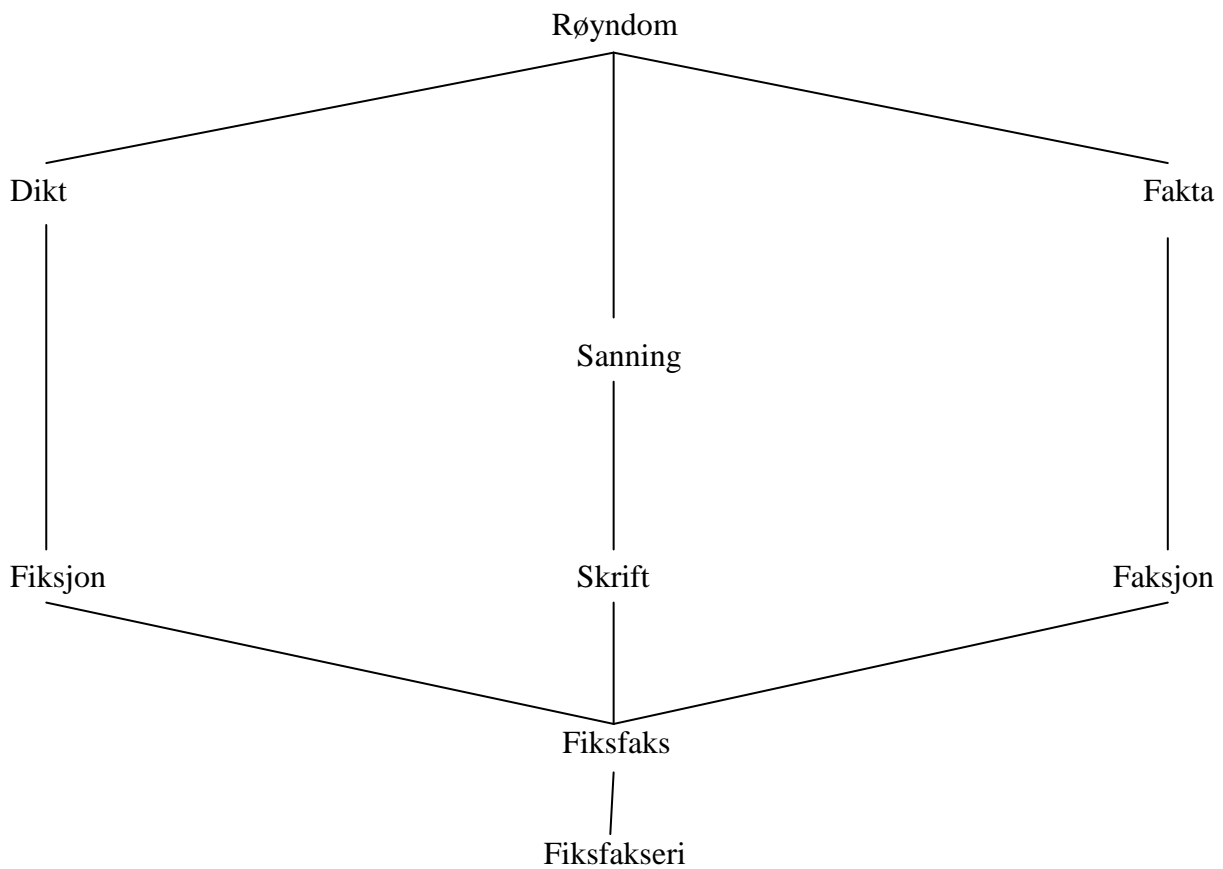 Røyndom
Dikt
Fakta
Sanning
Fiksjon
Skrift
Faksjon
Fiksfaks
Fiksfakseri